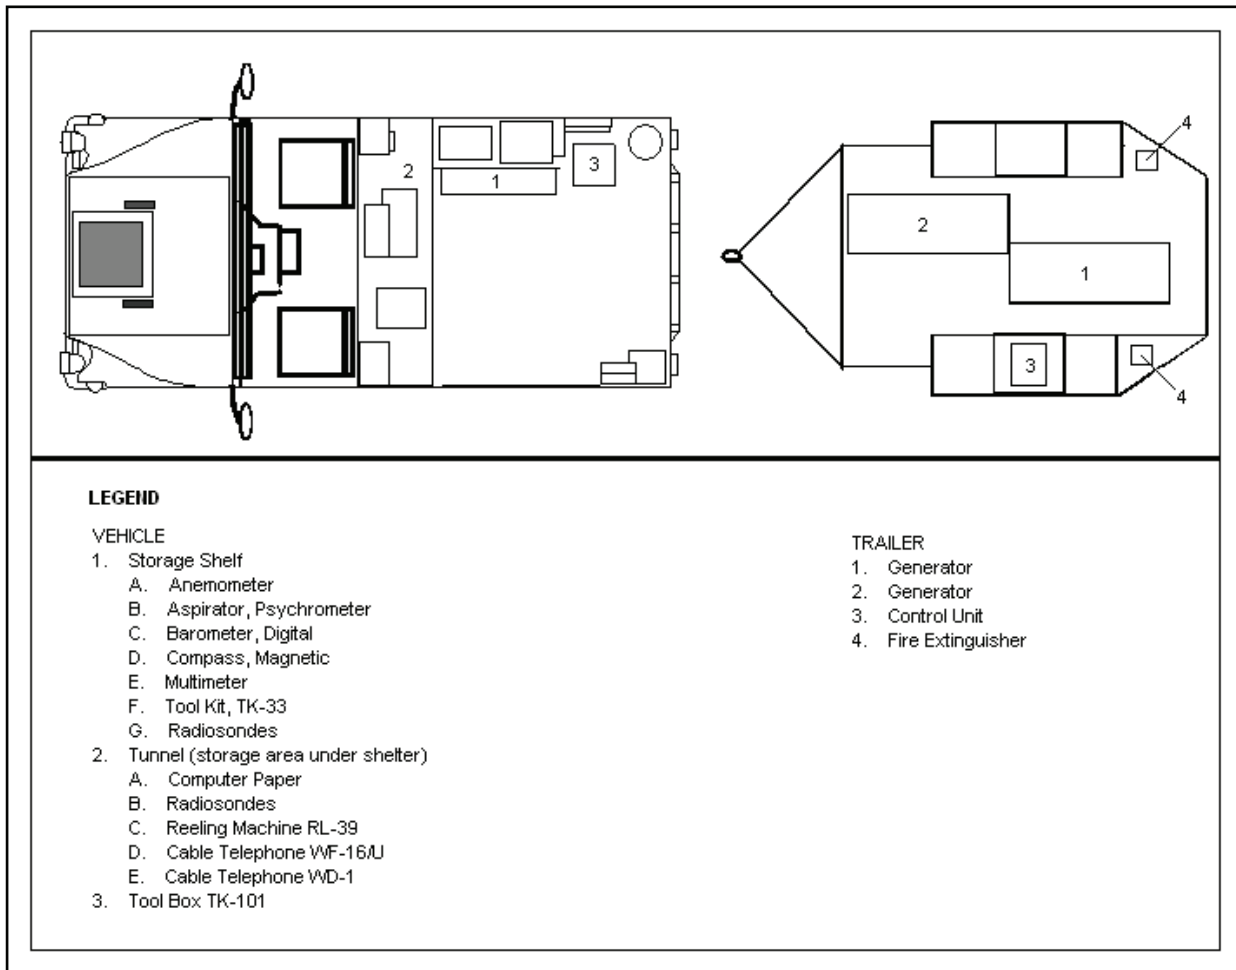 4
2
3
1
2
1
3
4
LEGEND
VEHICLE
1. Storage Shelf
A. Anemometer
B. Aspirator, Psychrometer
C. Barometer, Digital
D. Compass, Magnetic
E. Multimeter
F. Tool Kit, TK-33
G. Radiosondes
2. Tunnel (storage area under shelter)
A. Computer Paper
B. Radiosondes
C. Reeling Machine RL-39
D. Cable Telephone WF-16/U
E. Cable Telephone WD-1
3. Tool Box TK-101
TRAILER
1. Generator
2. Generator
3. Control Unit
4. Fire Extinguisher